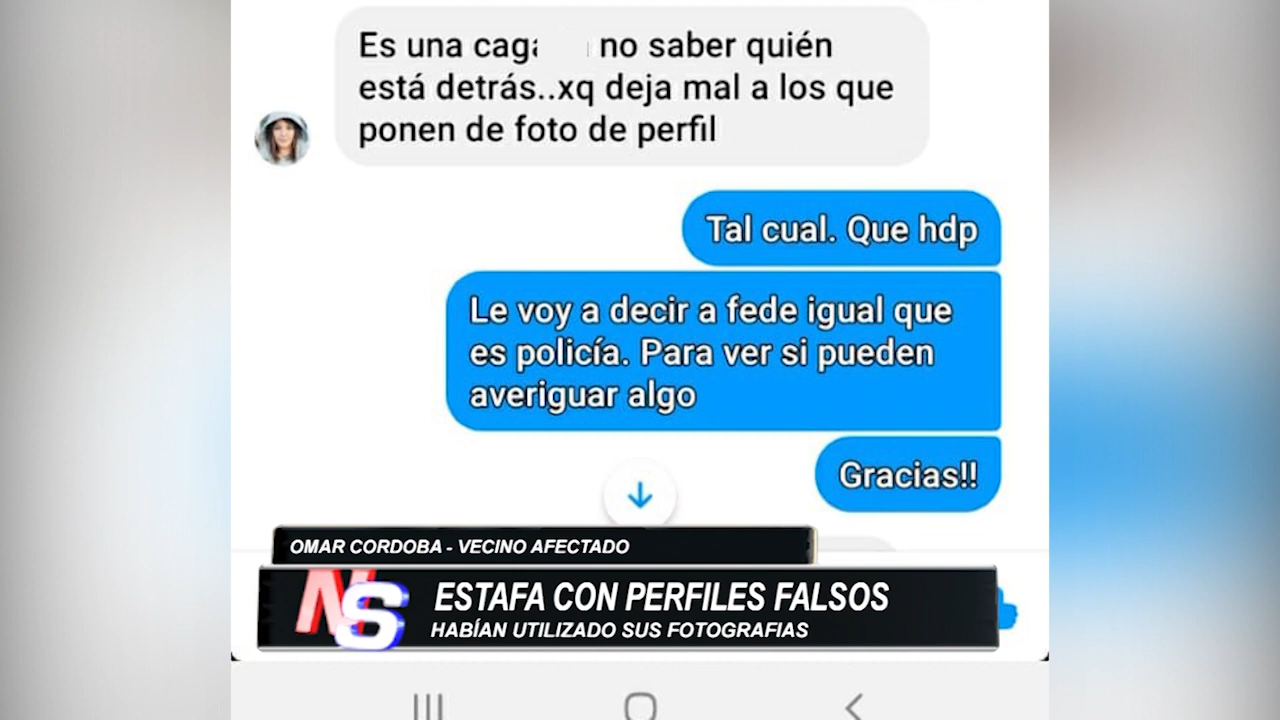 Es una caga no saber quién
está detrás..xq deja mal a los que
ponen de foto de perfil
Tal cual. Que hdp
Le voy a decir a fede igual que
es policía. Para ver si pueden
averiguar algo
Gracias!!
OMAR CORDOBA - VECINO AFECTADO
NS
ESTAFA CON PERFILES FALSOS
HABÍAN UTILIZADO SUS FOTOGRAFIAS